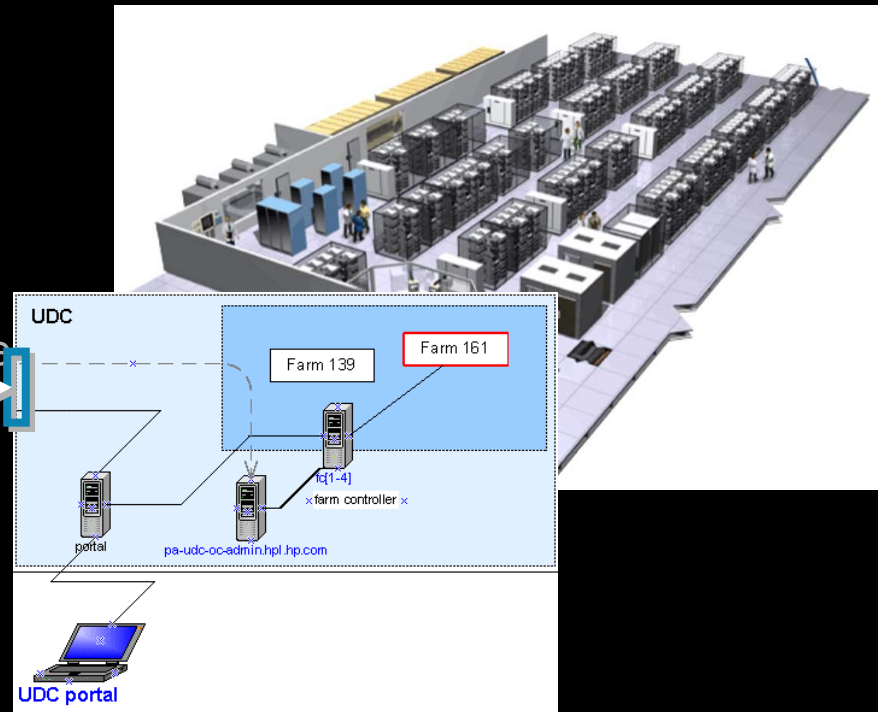 UDC
Farm 139
Farm 161
fc[1-4]
farm controller
portal
pa-udc-oc-admin.hpl.hp.com
UDC portal